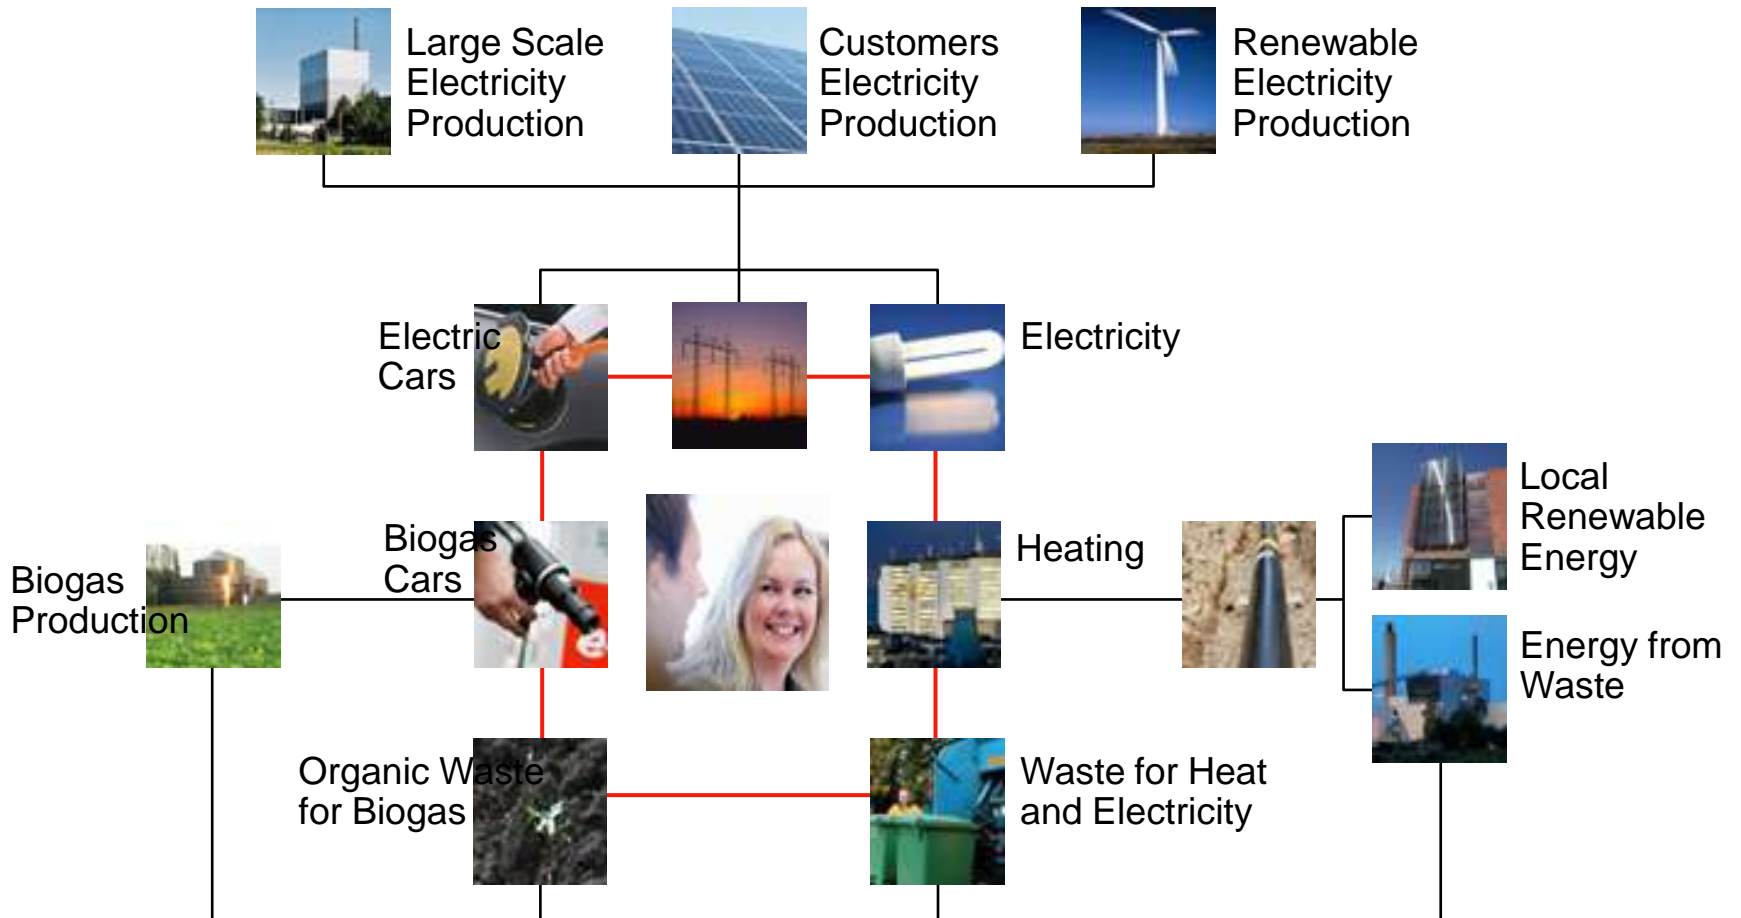 Large Scale
Electricity
Production
Customers
Electricity
Production
Renewable
Electricity
Production
Electric
Cars
Electricity
Biogas
Cars
Heating
Local
Renewable
Energy
Biogas
Production
Energy from
Waste
Organic Waste
for Biogas
Waste for Heat
and Electricity